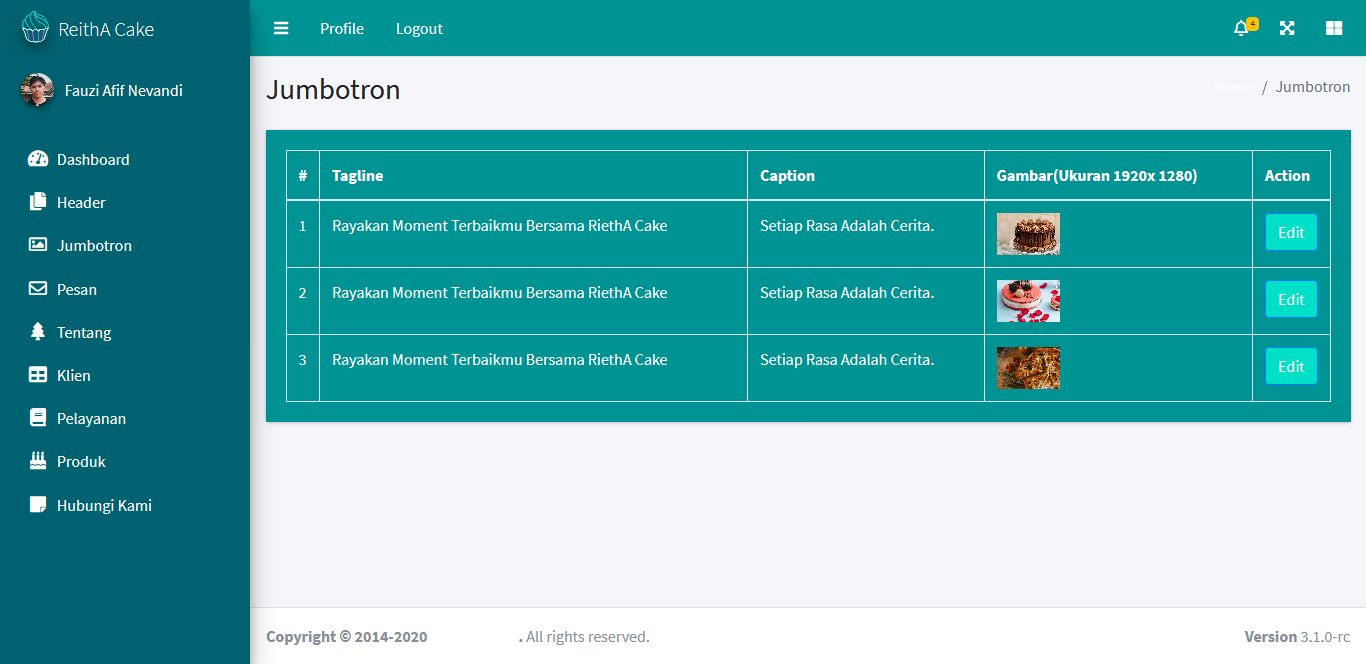 ReithA Cake
Profile
Logout
4
Fauzi Afif Nevandi
Dashboard
Header
Jumbotron
Pesan
Tentang
Klien
Pelayanan
Produk
Hubungi Kami
Jumbotron
Home / Jumbotron
# Tagline Caption Gambar(Ukuran 1920x 1280) Action
1 Rayakan Moment Terbaikmu Bersama RiethA Cake Setiap Rasa Adalah Cerita. Edit
2 Rayakan Moment Terbaikmu Bersama RiethA Cake Setiap Rasa Adalah Cerita. Edit
3 Rayakan Moment Terbaikmu Bersama RiethA Cake Setiap Rasa Adalah Cerita. Edit
Copyright © 2014-2020 . All rights reserved.
Version 3.1.0-rc